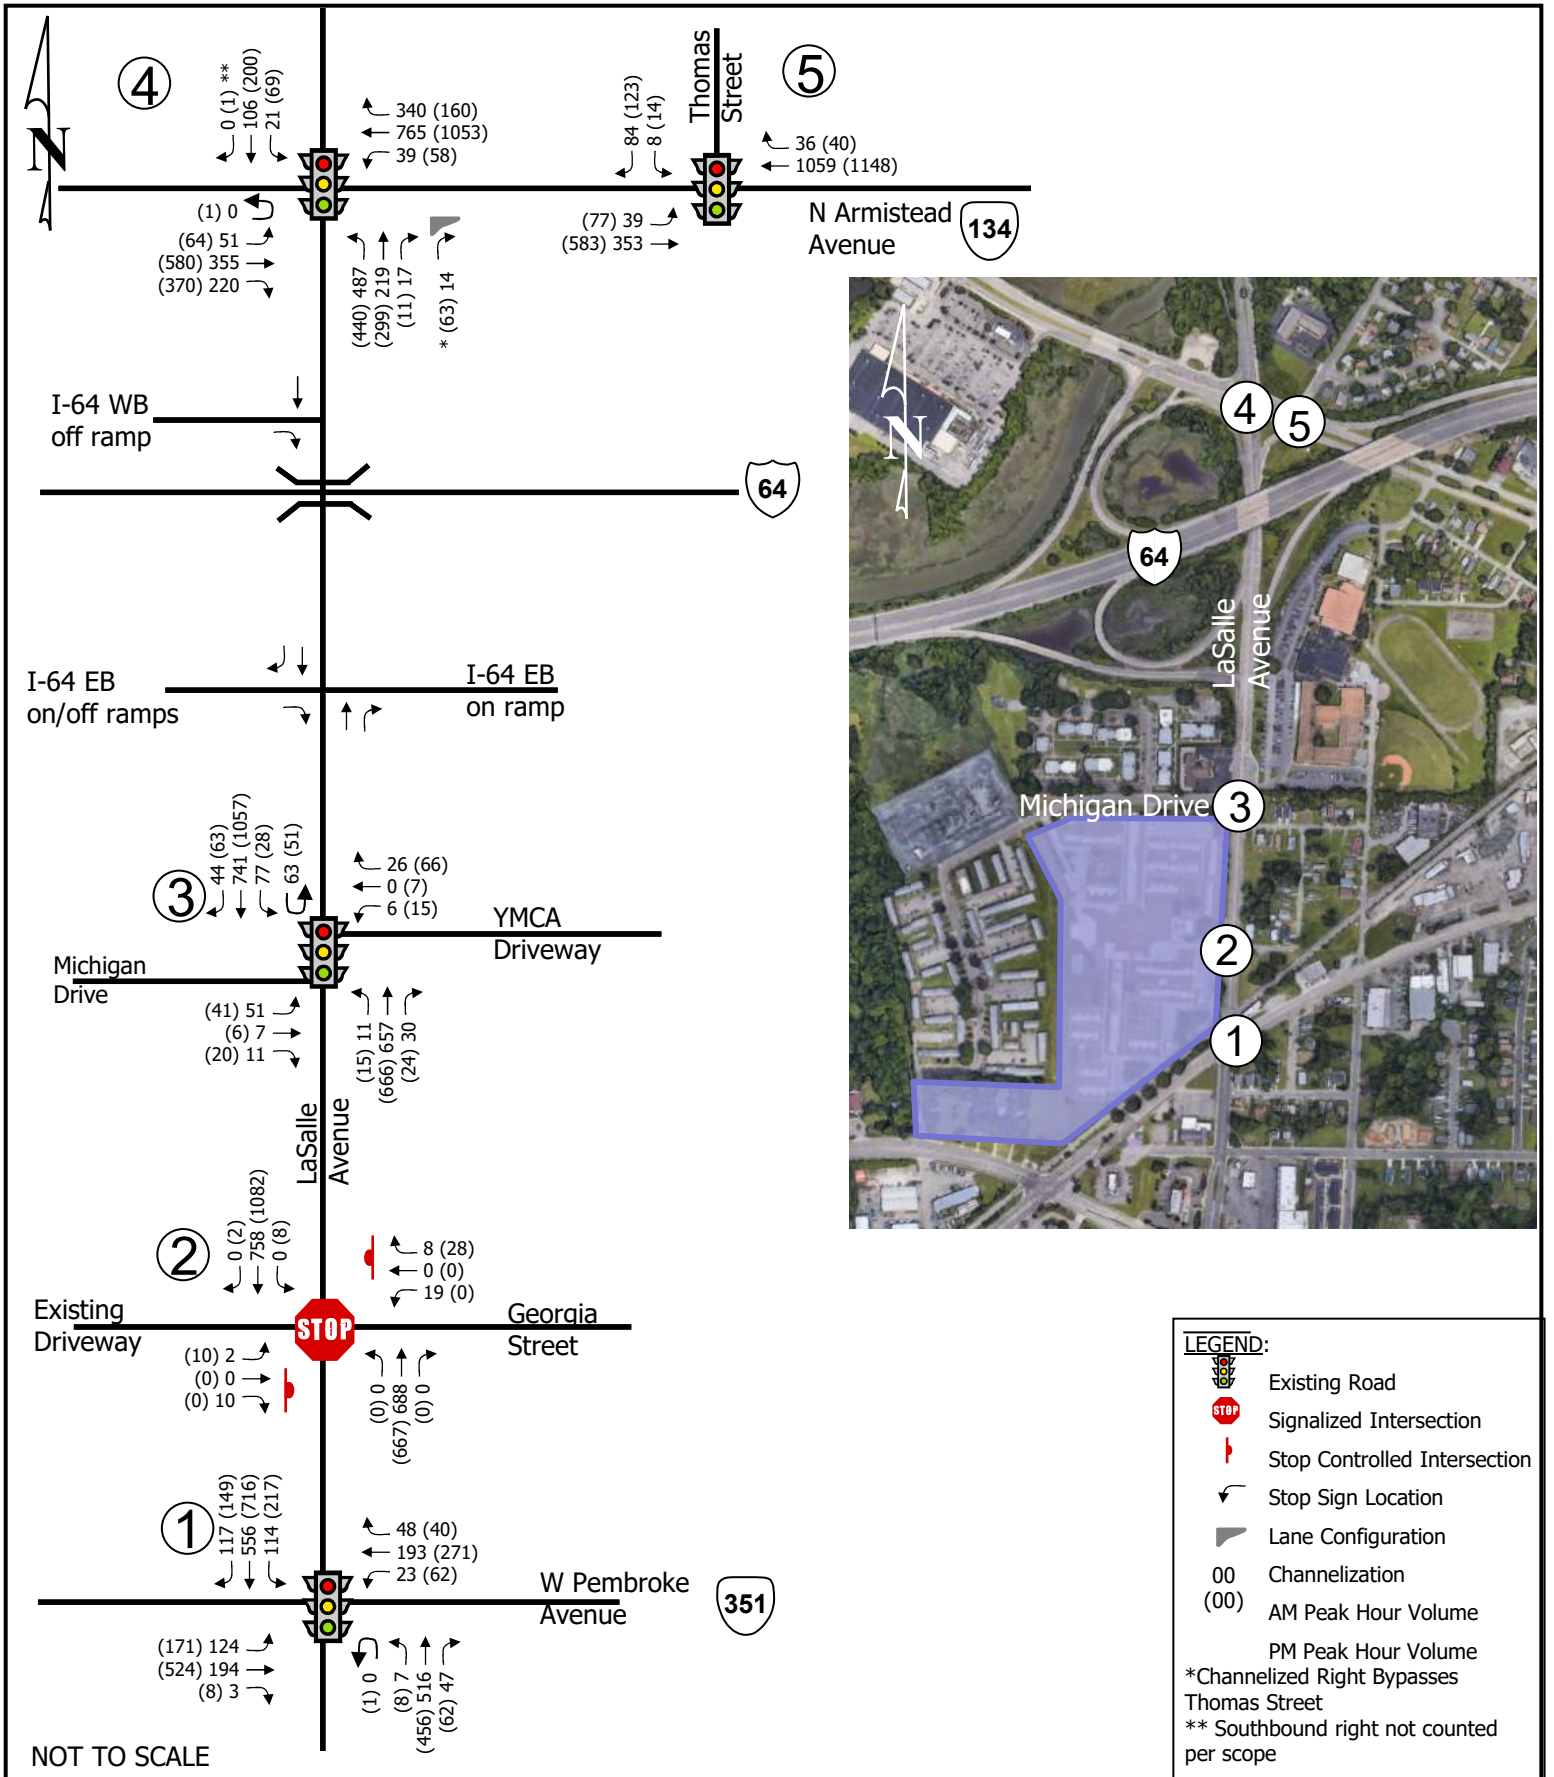 N
4
0 (1) **
106 (200)
21 (69)
340 (160)
765 (1053)
39 (58)
(1) 0
(64) 51
(580) 355
(370) 220
(440) 487
(299) 219
(11) 17
* (63) 14
Thomas
Street
5
84 (123)
8 (14)
36 (40)
1059 (1148)
(77) 39
(583) 353
N Armistead
Avenue
134
I-64 WB
off ramp
64
I-64 EB
on/off ramps
I-64 EB
on ramp
3
44 (63)
741 (1057)
77 (28)
63 (51)
26 (66)
0 (7)
6 (15)
YMCA
Driveway
Michigan
Drive
(41) 51
(6) 7
(20) 11
(15) 11
(666) 657
(24) 30
LaSalle
Avenue
2
0 (2)
758 (1082)
0 (8)
8 (28)
0 (0)
19 (0)
Existing
Driveway
STOP
Georgia
Street
(10) 2
(0) 0
(0) 10
(0) 0
(667) 688
(0) 0
1
117 (149)
556 (716)
114 (217)
48 (40)
193 (271)
23 (62)
W Pembroke
Avenue
351
(171) 124
(524) 194
(8) 3
(1) 0
(8) 7
(456) 516
(62) 47
NOT TO SCALE
N
4
5
64
LaSalle
Avenue
Michigan Drive
3
2
1
LEGEND:
Existing Road
STOP
Signalized Intersection
Stop Controlled Intersection
Stop Sign Location
Lane Configuration
00
Channelization
(00)
AM Peak Hour Volume
PM Peak Hour Volume
*Channelized Right Bypasses
Thomas Street
** Southbound right not counted
per scope